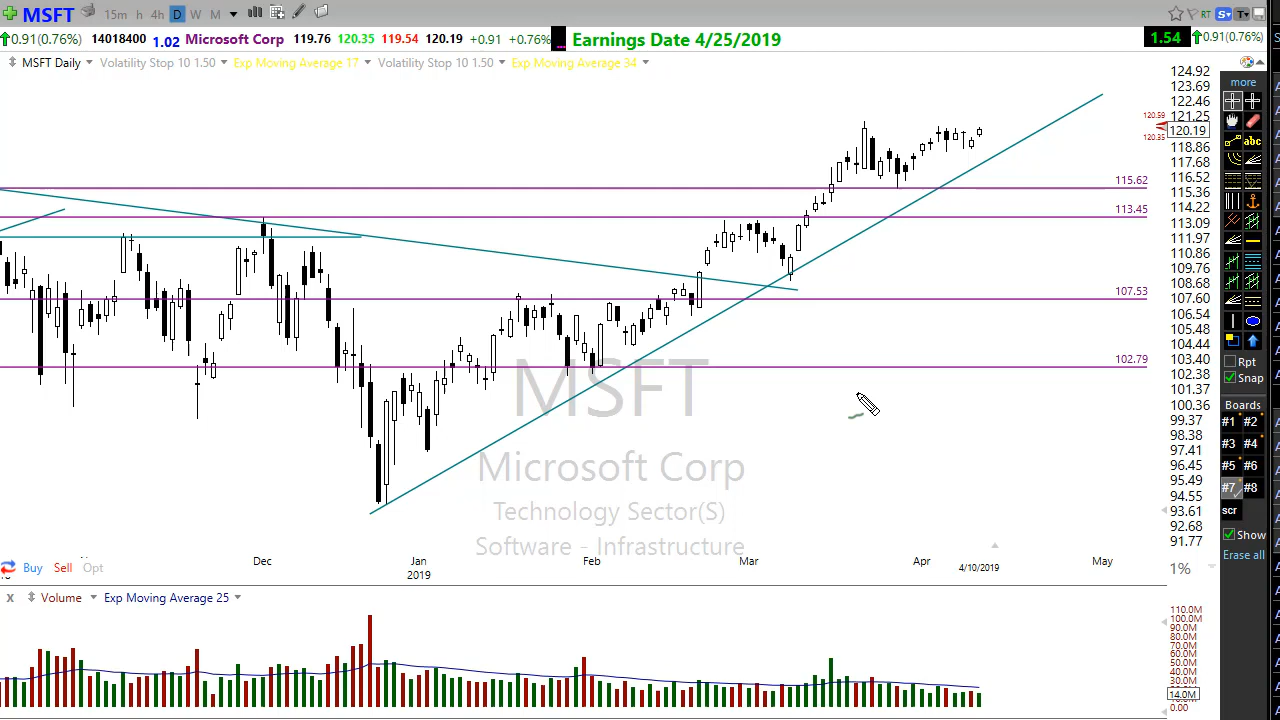 MSFT 15m h 4h D W M RT S T
0.91(0.76%) 14018400 1.02 Microsoft Corp 119.76 120.35 119.54 120.19 +0.91 +0.76% ... Earnings Date 4/25/2019 1.54 0.91(0.76%)
MSFT Daily Volatility Stop 10 1.50 Exp Moving Average 17 Volatility Stop 10 1.50 Exp Moving Average 34
more
124.92
123.69
122.46
121.25
120.59
120.19
120.35
118.86
117.68
116.52
115.36
114.22
113.09
111.97
110.86
109.76
108.68
107.60
106.54
105.48
104.44
103.40
102.38
101.37
100.36
99.37
98.38
97.41
96.45
95.49
94.55
93.61
92.68
91.77
115.62
113.45
107.53
102.79
MSFT
Microsoft Corp
Technology Sector(S)
Software - Infrastructure
abc
Rpt
Snap
Boards
#1 #2
#3 #4
#5 #6
#7 #8
scr
Show
Erase all
Dec Jan Feb Mar Apr May
2019 4/10/2019
Buy Sell Opt 1%
X Volume Exp Moving Average 25
110.0M
100.0M
90.0M
80.0M
70.0M
60.0M
50.0M
40.0M
30.0M
14.0M
0.00